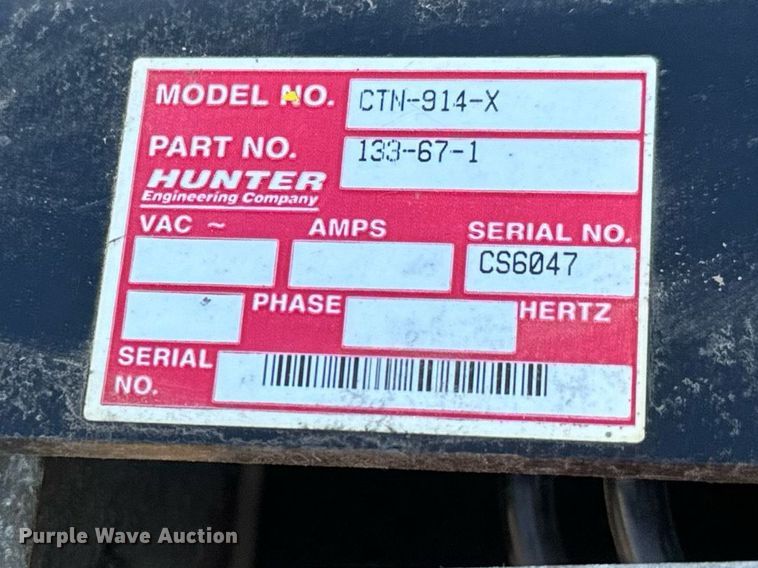 MODEL NO. CTN-914-X
PART NO. 133-67-1
HUNTER
Engineering Company
VAC ~ AMPS SERIAL NO.
CS6047
PHASE HERTZ
SERIAL
NO.
Purple Wave Auction